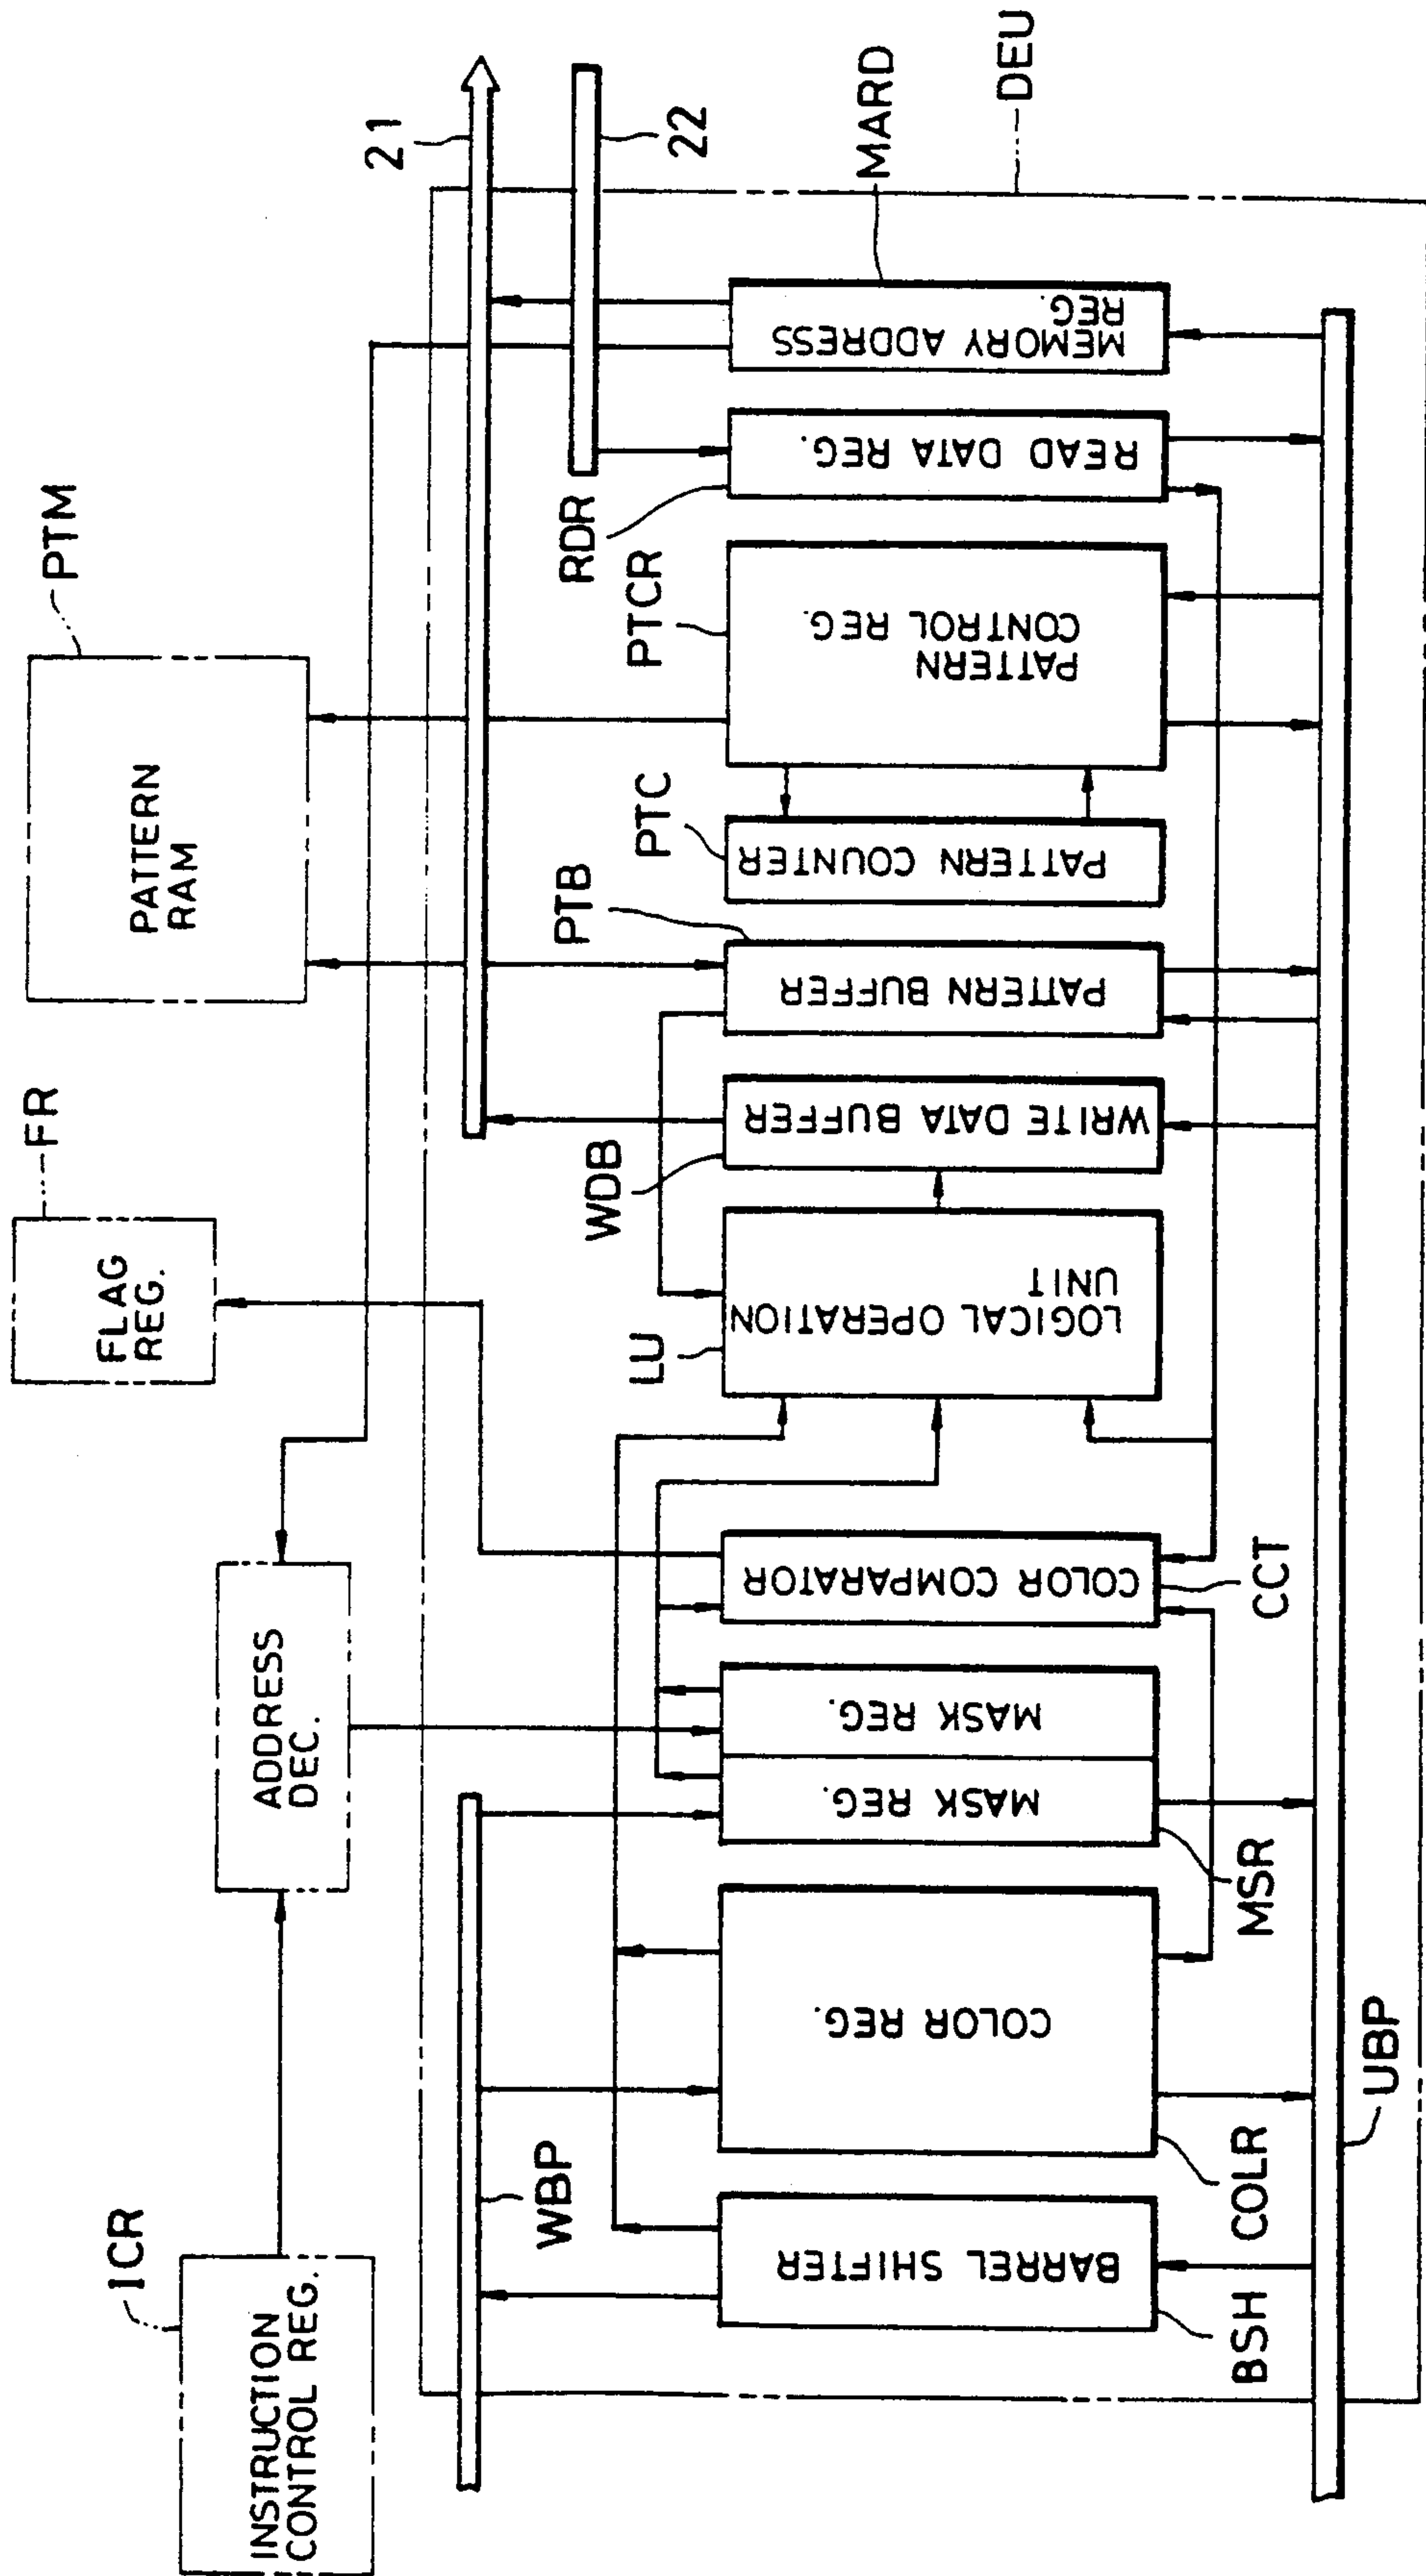 ICR
INSTRUCTION
CONTROL REG.
ADDRESS
DEC.
FR
FLAG
REG.
PTM
PATTERN
RAM
21
22
WBP
BARREL SHIFTER
BSH
COLOR REG.
COLR
MASK REG.
MASK REG.
MSR
COLOR COMPARATOR
CCT
LU
LOGICAL OPERATION
UNIT
WDB
WRITE DATA BUFFER
PTB
PATTERN BUFFER
PTC
PATTERN COUNTER
PTCR
PATTERN
CONTROL REG.
RDR
READ DATA REG.
MEMORY ADDRESS
REG.
MARD
DEU
UBP